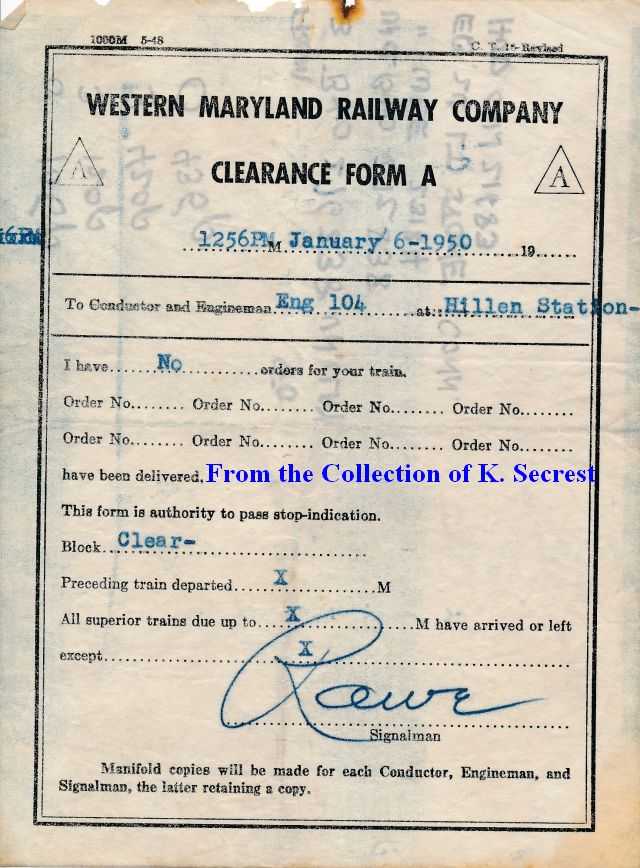 1000M 5-48 C. T. 15-Revised
WESTERN MARYLAND RAILWAY COMPANY
A CLEARANCE FORM A A
1256PM M January 6-1950 19
To Conductor and Engineman Eng 104 at: Hillen Station-
I have No orders for your train.
Order No. Order No. Order No. Order No.
Order No. Order No. Order No. Order No.
have been delivered. From the Collection of K. Secrest
This form is authority to pass stop-indication.
Block Clear-
Preceding train departed X M
All superior trains due up to X M have arrived or left
except X
Rowe
Signalman
Manifold copies will be made for each Conductor, Engineman, and
Signalman, the latter retaining a copy.